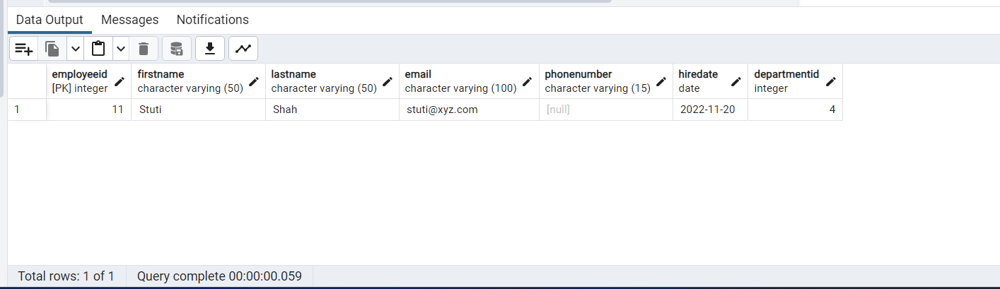 Data Output Messages Notifications
employeeid firstname lastname email phonenumber hiredate departmentid
[PK] integer character varying (50) character varying (50) character varying (100) character varying (15) date integer
1 11 Stuti Shah stuti@xyz.com [null] 2022-11-20 4
Total rows: 1 of 1 Query complete 00:00:00.059